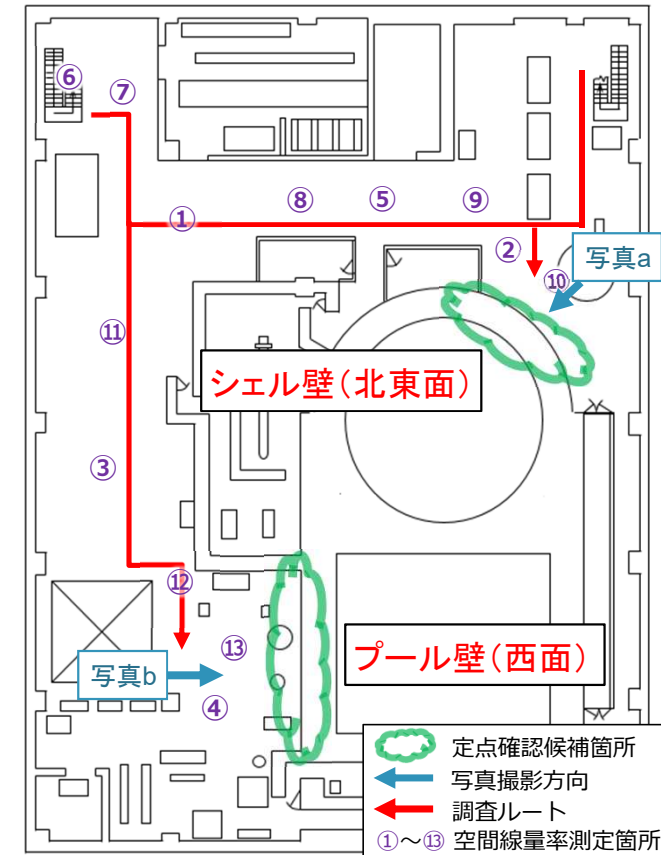 ⑥
⑦
①
⑧
⑤
⑨
②
⑩
写真a
⑪
シェル壁(北東面)
③
⑫
⑬
プール壁(西面)
写真b
④
定点確認候補箇所
写真撮影方向
調査ルート
①~⑬ 空間線量率測定箇所